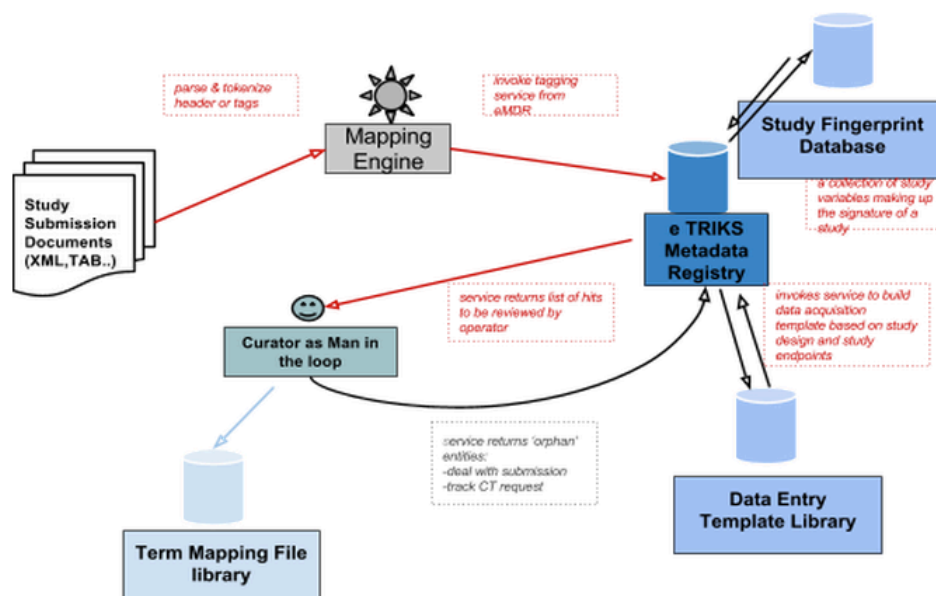 parse & tokenize
header or tags
invoke tagging
service from
eMDR
Mapping
Engine
Study Fingerprint
Database
a collection of study
variables making up
the signature of a
study
Study
Submission
Documents
(XML,TAB..)
e TRIKS
Metadata
Registry
service returns list of hits
to be reviewed by
operator
invokes service to build
data acquisition
template based on study
design and study
endpoints
Curator as Man in
the loop
service returns 'orphan'
entities:
-deal with submission
-track CT request
Data Entry
Template Library
Term Mapping File
library